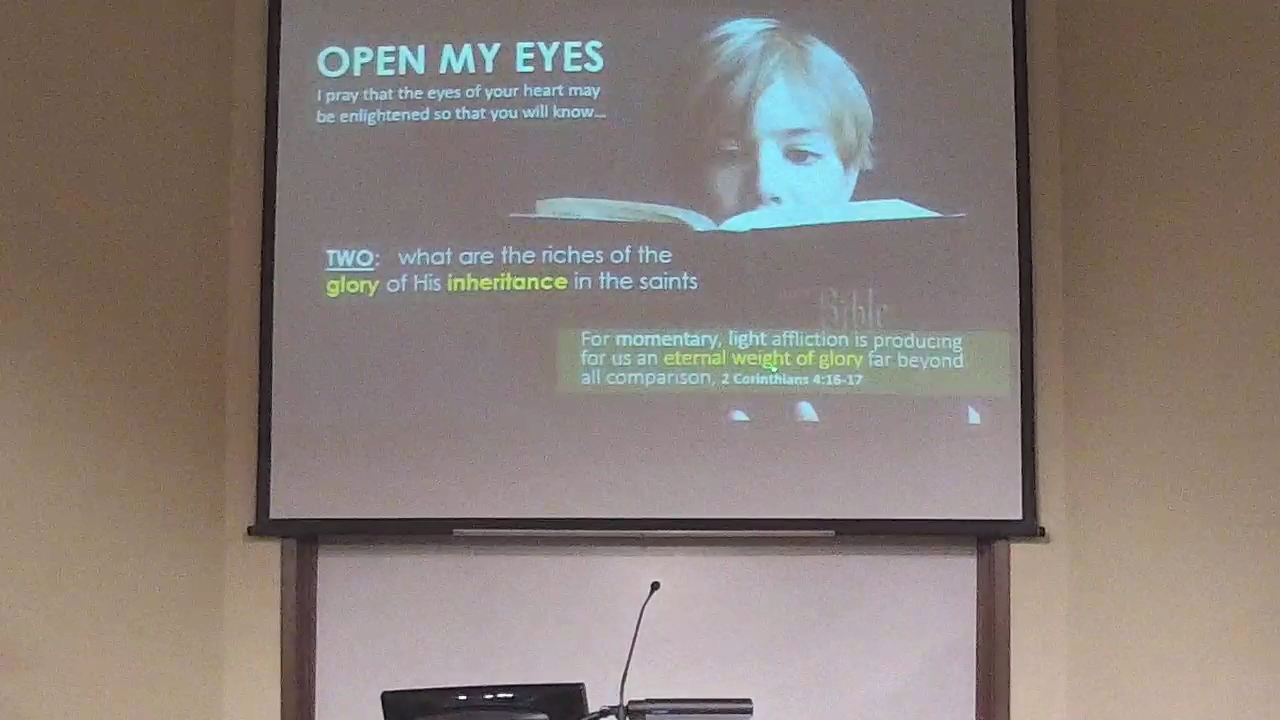 OPEN MY EYES
I pray that the eyes of your heart may
be enlightened so that you will know...
TWO: what are the riches of the
glory of His inheritance in the saints
Bible
For momentary, light affliction is producing
for us an eternal weight of glory far beyond
all comparison, 2 Corinthians 4:16-17